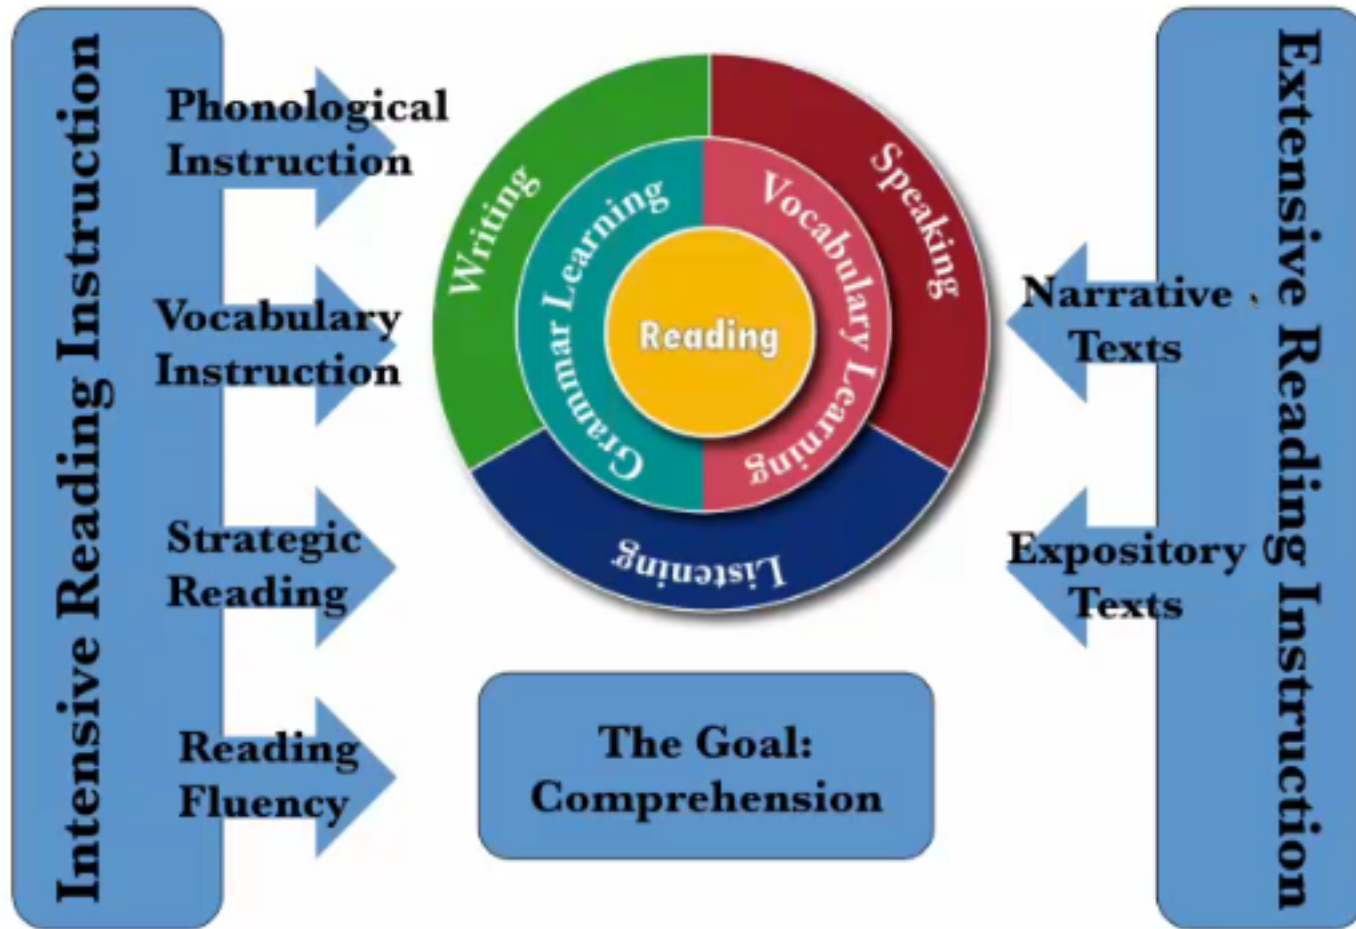 Intensive Reading Instruction
Phonological
Instruction
Vocabulary
Instruction
Strategic
Reading
Reading
Fluency
Writing
Speaking
Listening
Grammar Learning
Vocabulary Learning
Reading
The Goal:
Comprehension
Narrative
Texts
Expository
Texts
Extensive Reading Instruction